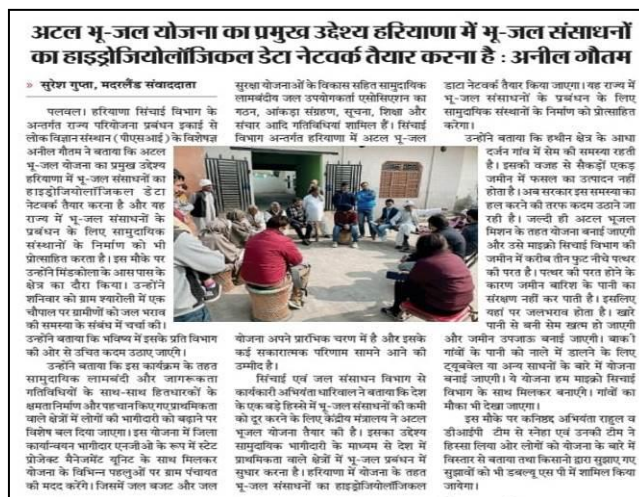 अटल भू-जल योजना का प्रमुख उद्देश्य हरियाणा में भू-जल संसाधनों
का हाइड्रोजियोलॉजिकल डेटा नेटवर्क तैयार करना है : अनील गौतम
» सुरेश गुप्ता, मदरलैंड संवाददाता
पलवल। हरियाणा सिंचाई विभाग के
अन्तर्गत राज्य परियोजना प्रबंधन इकाई से
लोक विज्ञान संस्थान ( पीएसआई ) के विशेषज्ञ
अनील गौतम ने बताया कि अटल
भू-जल योजना का प्रमुख उद्देश्य
हरियाणा में भू-जल संसाधनों का
हाइड्रोजियोलॉजिकल डेटा
नेटवर्क तैयार करना है और यह
राज्य में भू-जल संसाधनों के
प्रबंधन के लिए सामुदायिक
संस्थानों के निर्माण को भी
प्रोत्साहित करता है। इस मौके पर
उन्होंने मिंडकोला के आस पास के
क्षेत्र का दौरा किया। उन्होंने
शनिवार को ग्राम श्यारोली में एक
चौपाल पर ग्रामीणों को जल भराव
की समस्या के संबंध में चर्चा की।
उन्होंने बताया कि भविष्य में इसके प्रति विभाग
की ओर से उचित कदम उठाए जाएंगे।
उन्होंने बताया कि इस कार्यक्रम के तहत
सामुदायिक लामबंदी और जागरूकता
गतिविधियों के साथ-साथ हितधारकों के
क्षमता निर्माण और पहचान किए गए प्राथमिकता
वाले क्षेत्रों में लोगों की भागीदारी को बढ़ाने पर
विशेष बल दिया जाएगा। इस योजना में जिला
कार्यान्वयन भागीदार एनजीओ के रूप में स्टेट
प्रोजेक्ट मैनेजमेंट यूनिट के साथ मिलकर
योजना के विभिन्न पहलुओं पर ग्राम पंचायत
की मदद करेंगे। जिसमें जल बजट और जल
सुरक्षा योजनाओं के विकास सहित सामुदायिक
लामबंदीय जल उपयोगकर्ता एसोसिएशन का
गठन, आंकड़ा संग्रहण, सूचना, शिक्षा और
संचार आदि गतिविधियां शामिल हैं। सिंचाई
विभाग अन्तर्गत हरियाणा में अटल भू-जल
योजना अपने प्रारंभिक चरण में है और इसके
कई सकारात्मक परिणाम सामने आने की
उम्मीद है।
सिंचाई एवं जल संसाधन विभाग से
कार्यकारी अभियंता धारिवाल ने बताया कि देश
के एक बड़े हिस्से में भू-जल संसाधनों की कमी
को दूर करने के लिए केंद्रीय मंत्रालय ने अटल
भूजल योजना तैयार की है। इसका उद्देश्य
सामुदायिक भागीदारी के माध्यम से देश में
प्राथमिकता वाले क्षेत्रों में भू-जल प्रबंधन में
सुधार करना है। हरियाणा में योजना के तहत
भू-जल संसाधनों का हाइड्रोजियोलॉजिकल
डाटा नेटवर्क तैयार किया जाएगा। यह राज्य में
भू-जल संसाधनों के प्रबंधन के लिए
सामुदायिक संस्थानों के निर्माण को प्रोत्साहित
करेगा।
उन्होंने बताया कि हथीन क्षेत्र के आधा
दर्जन गांव में सेम की समस्या रहती
है। इसकी वजह से सैकड़ों एकड़
जमीन में फसल का उत्पादन नहीं
होता है। अब सरकार इस समस्या का
हल करने की तरफ कदम उठाने जा
रही है। जल्दी ही अटल भूजल
मिशन के तहत योजना बनाई जाएगी
और उसे माइक्रो सिचाई विभाग की
जमीन में करीब तीन फुट नीचे पत्थर
की परत है। पत्थर की परत होने के
कारण जमीन बारिश के पानी का
संरक्षण नहीं कर पाती है। इसलिए
यहां पर जलभराव होता है। खारे
पानी से बनी सेम खत्म हो जाएगी
और जमीन उपजाऊ बनाई जाएगी। बाकी
गांवों के पानी को नाले में डालने के लिए
ट्यूबवेल या अन्य साधनों के बारे में योजना
बनाई जाएगी। ये योजना हम माइक्रो सिचाई
विभाग के साथ मिलकर बनाएंगे। गांवों का
मौका भी देखा जाएगा।
इस मौके पर कनिष्ठ अभियंता राहुल व
डीआईपी टीम से स्नेहा एवं उनकी टीम ने
हिस्सा लिया ओर लोगों को योजना के बारे में
विस्तार से बताया तथा किसानो द्वारा सुझाए गए
सुझावों को भी डबल्यू एस पी में शामिल किया
जायेगा।